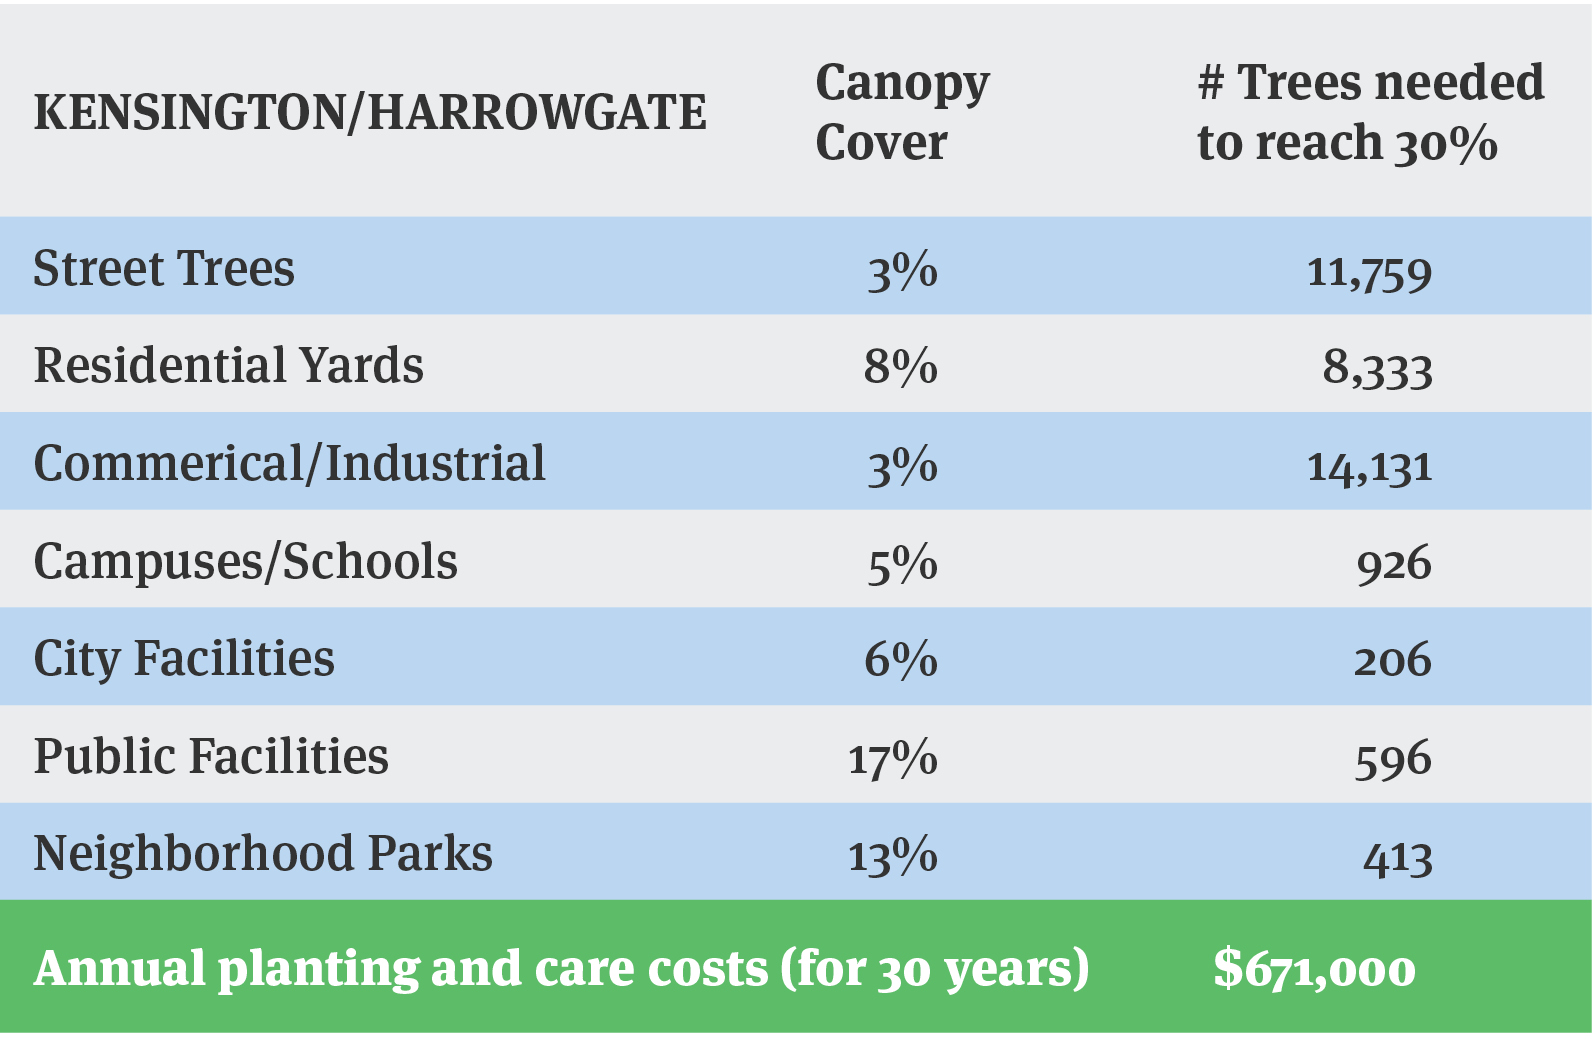 KENSINGTON/HARROWGATE Canopy Cover # Trees needed to reach 30%
Street Trees 3% 11,759
Residential Yards 8% 8,333
Commerical/Industrial 3% 14,131
Campuses/Schools 5% 926
City Facilities 6% 206
Public Facilities 17% 596
Neighborhood Parks 13% 413
Annual planting and care costs (for 30 years) $671,000